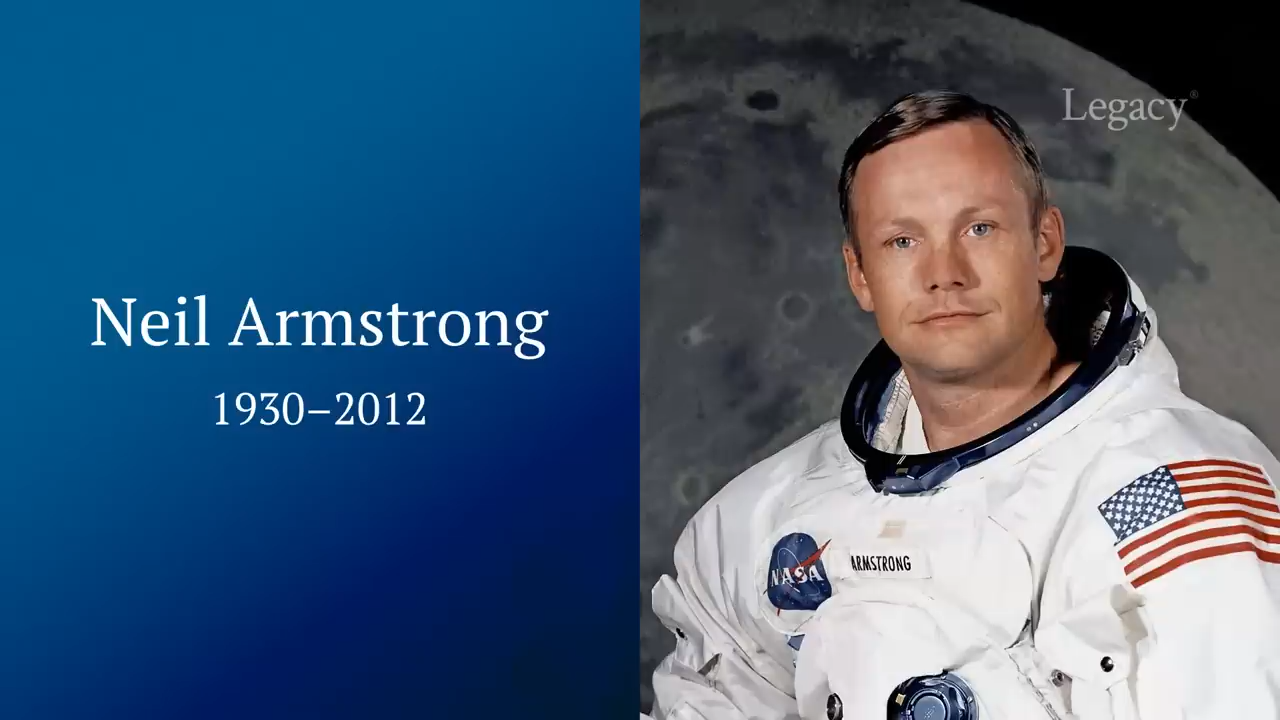 Neil Armstrong
1930–2012
Legacy®
NASA
ARMSTRONG